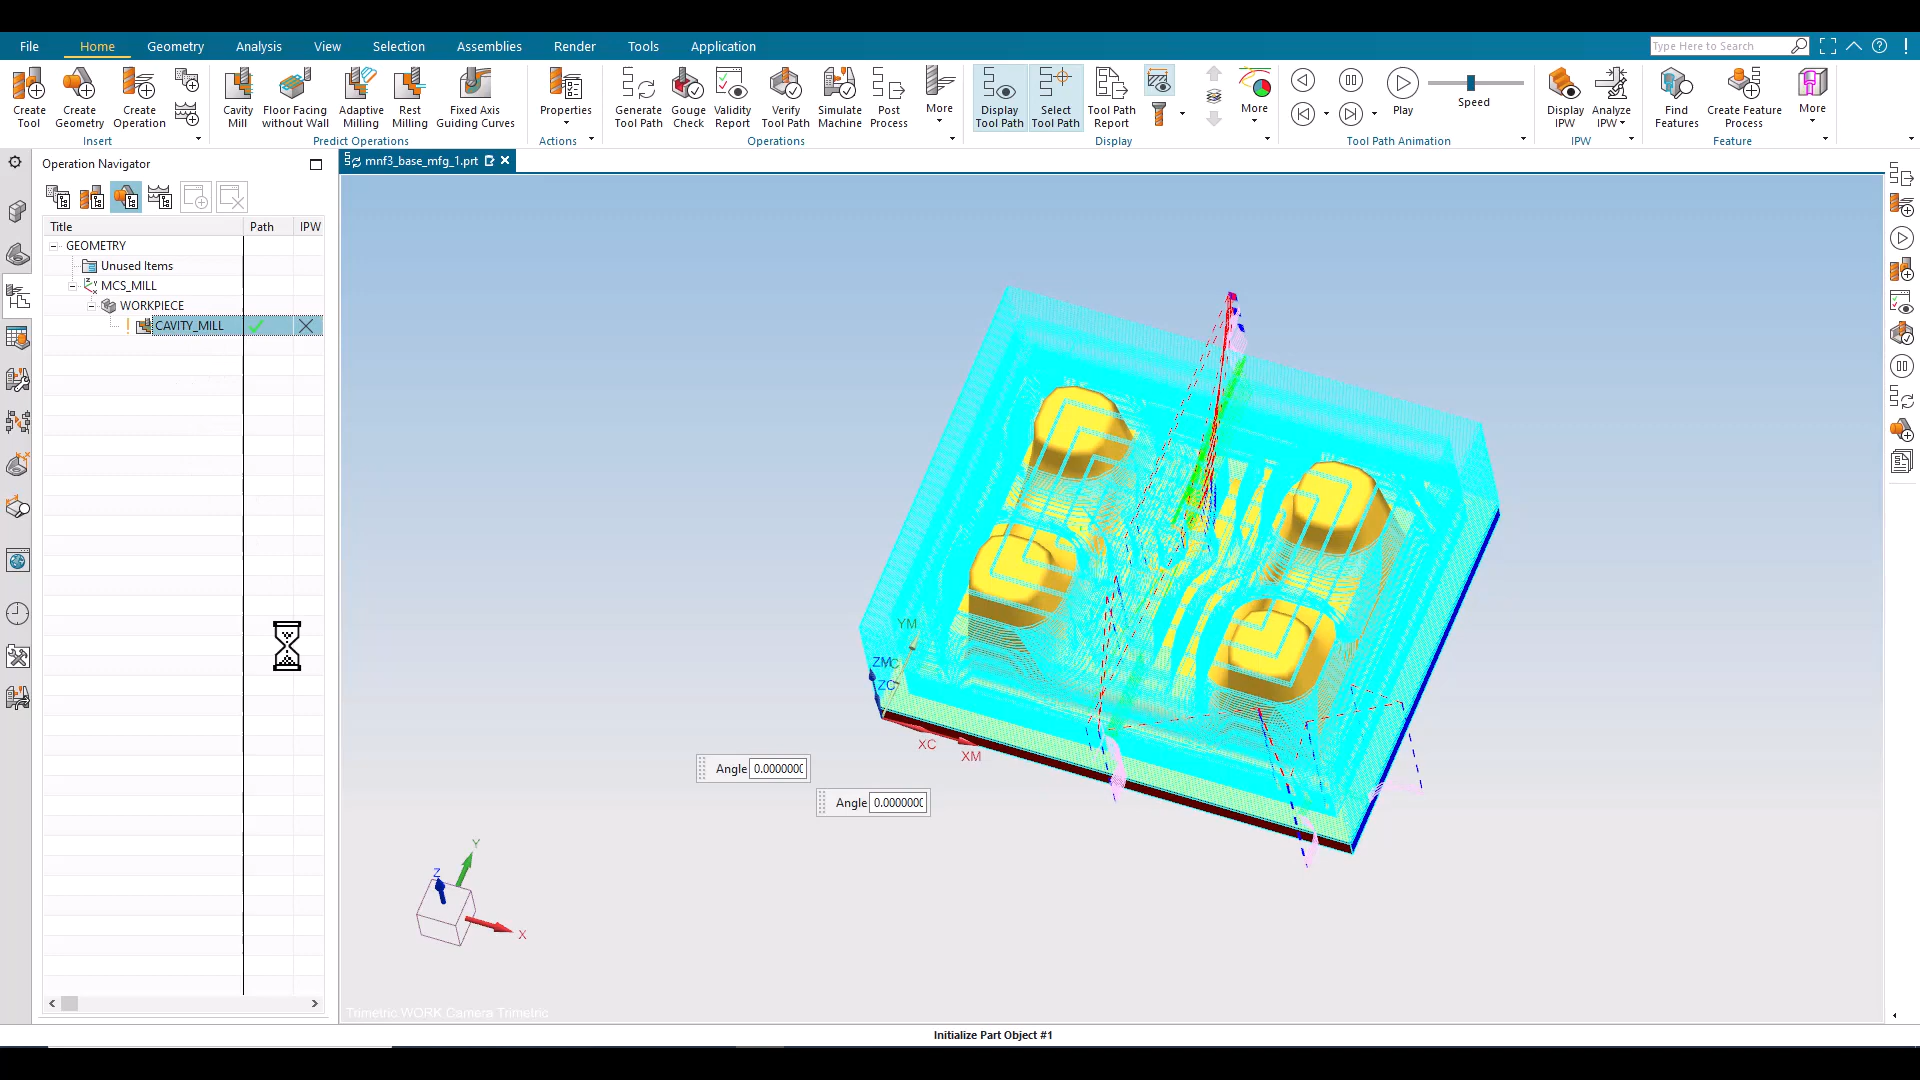 File Home Geometry Analysis View Selection Assemblies Render Tools Application
Type Here to Search
Create Tool
Create Geometry
Create Operation
Insert
Cavity Mill
Floor Facing without Wall
Adaptive Milling
Rest Milling
Fixed Axis Guiding Curves
Predict Operations
Properties
Actions
Generate Tool Path
Gouge Check
Validity Report
Verify Tool Path
Simulate Machine
Post Process
More
Operations
Display Tool Path
Select Tool Path
Tool Path Report
More
Display
Play
Speed
Tool Path Animation
Display IPW
Analyze IPW
IPW
Find Features
Create Feature Process
More
Feature
Operation Navigator
mnf3_base_mfg_1.prt
Title Path IPW
GEOMETRY
Unused Items
MCS_MILL
WORKPIECE
CAVITY_MILL
YM
ZM
ZC
XC
XM
Angle 0.0000000
Angle 0.0000000
Y
Z
X
Trimetric WORK Camera Trimetric
Initialize Part Object #1